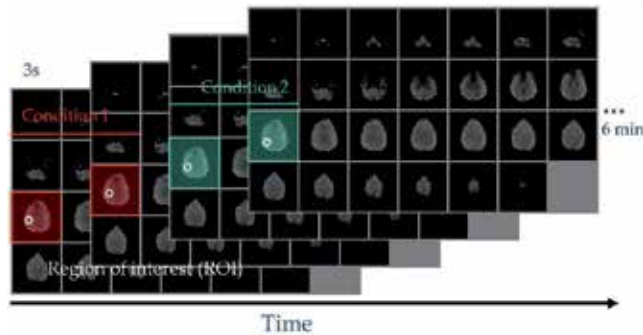 3s
Condition 2
Condition 1
...
6 min
Region of interest (ROI)
Time